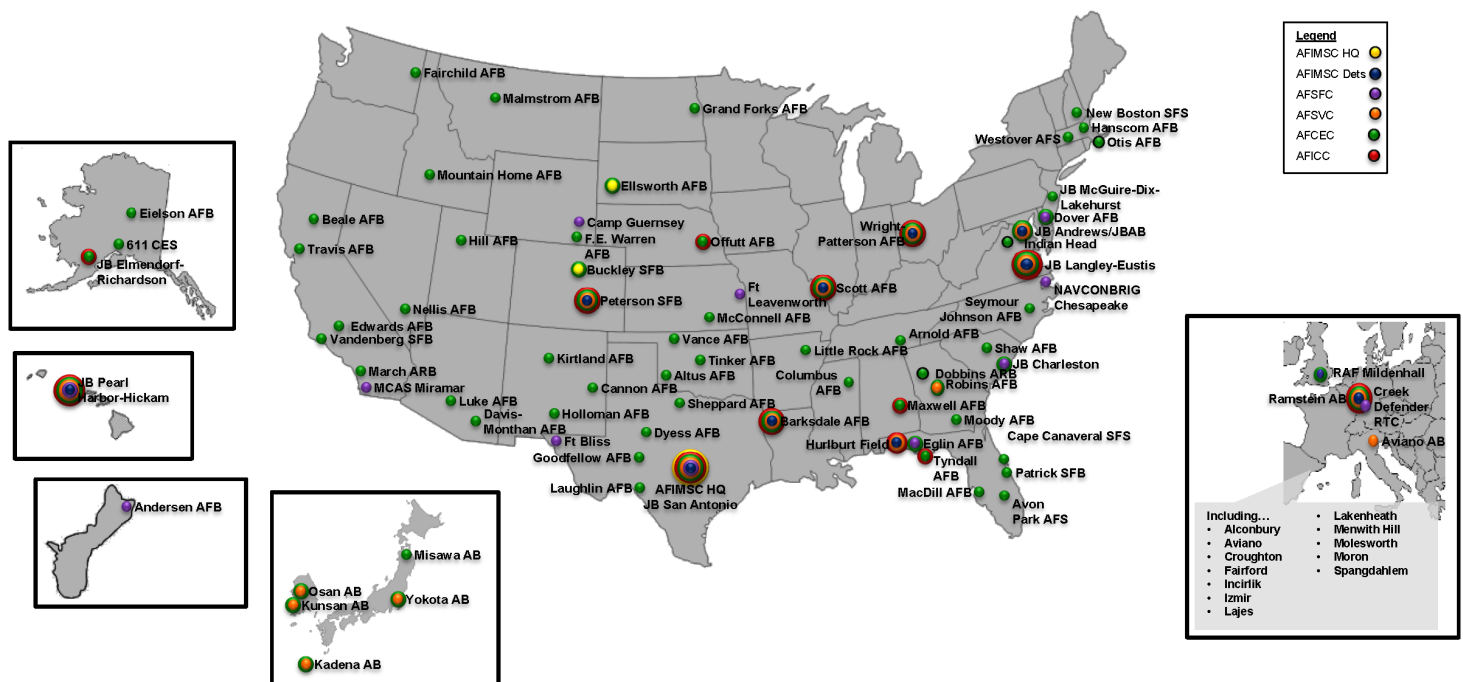 Legend
AFIMSC HQ
AFIMSC Dets
AFSFC
AFSVC
AFCEC
AFICC
Fairchild AFB
Malmstrom AFB
Grand Forks AFB
New Boston SFS
Hanscom AFB
Westover AFS
Otis AFB
Mountain Home AFB
Ellsworth AFB
JB McGuire-Dix-
Lakehurst
Dover AFB
Beale AFB
Camp Guernsey
Wright-
Patterson AFB
JB Andrews/JBAB
Indian Head
Travis AFB
Hill AFB
F.E. Warren
AFB
Offutt AFB
Buckley SFB
JB Langley-Eustis
Peterson SFB
Ft
Leavenworth
Scott AFB
NAVCONBRIG
Chesapeake
Nellis AFB
McConnell AFB
Seymour
Johnson AFB
Edwards AFB
Vandenberg SFB
Vance AFB
Arnold AFB
Little Rock AFB
Shaw AFB
Kirtland AFB
Tinker AFB
JB Charleston
March ARB
Altus AFB
Columbus
AFB
Dobbins ARB
Robins AFB
MCAS Miramar
Cannon AFB
Luke AFB
Sheppard AFB
Maxwell AFB
Davis-
Monthan AFB
Holloman AFB
Barksdale AFB
Moody AFB
Dyess AFB
Ft Bliss
Hurlburt Field
Eglin AFB
Cape Canaveral SFS
Goodfellow AFB
Tyndall
AFB
Patrick SFB
Laughlin AFB
AFIMSC HQ
JB San Antonio
MacDill AFB
Avon
Park AFS
Eielson AFB
611 CES
JB Elmendorf-
Richardson
JB Pearl
Harbor-Hickam
Andersen AFB
Misawa AB
Osan AB
Kunsan AB
Yokota AB
Kadena AB
RAF Mildenhall
Ramstein AB
Creek
Defender
RTC
Aviano AB
Including…
• Alconbury
• Aviano
• Croughton
• Fairford
• Incirlik
• Izmir
• Lajes
• Lakenheath
• Menwith Hill
• Molesworth
• Moron
• Spangdahlem